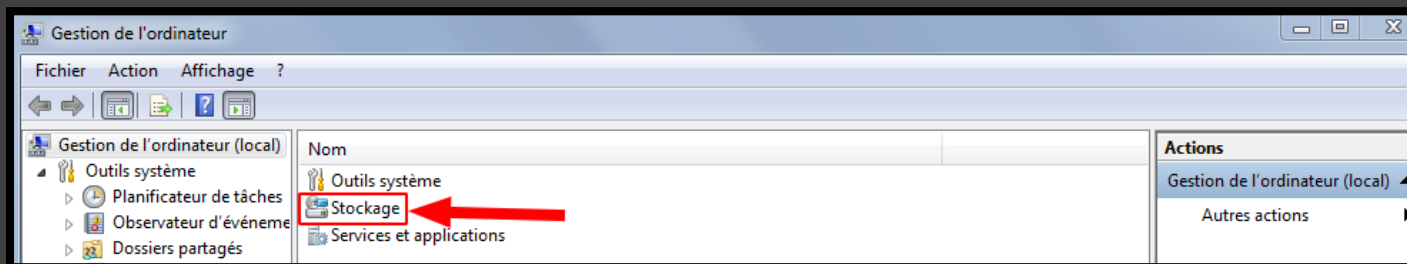 Gestion de l'ordinateur
Fichier Action Affichage ?
Gestion de l'ordinateur (local)
Outils système
Planificateur de tâches
Observateur d'événeme
Dossiers partagés
Nom
Outils système
Stockage
Services et applications
Actions
Gestion de l'ordinateur (local)
Autres actions